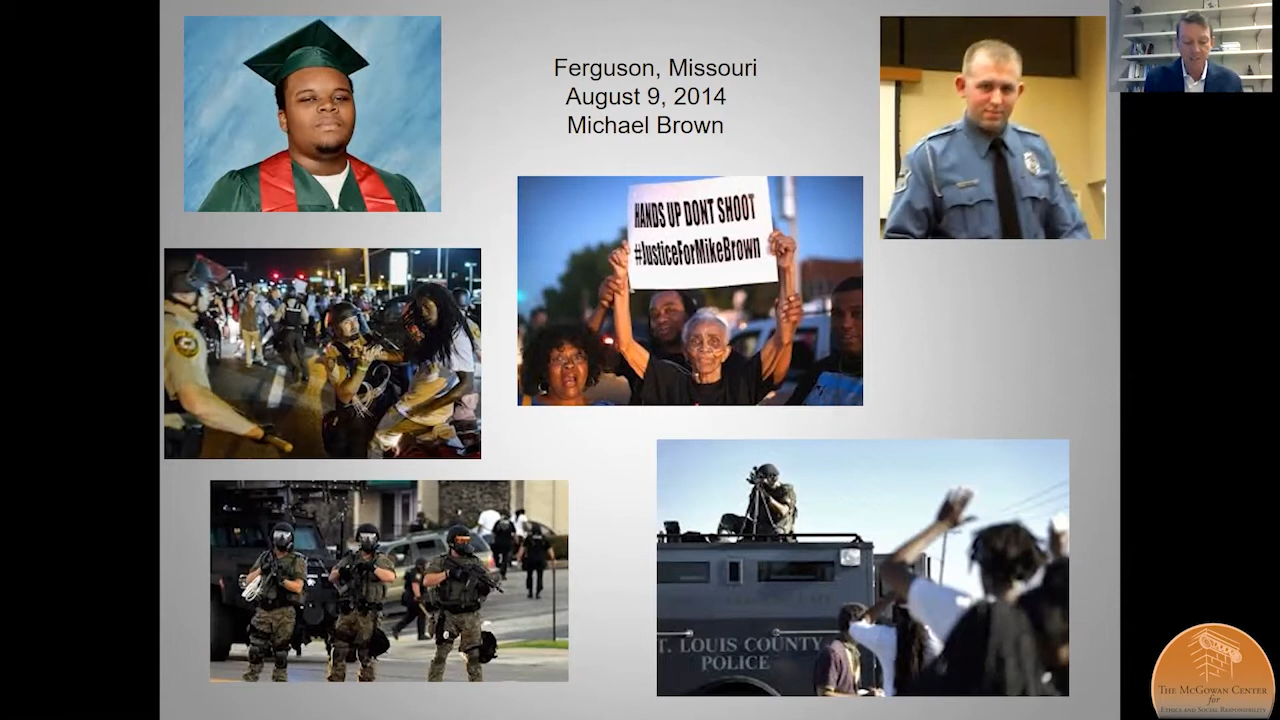 Ferguson, Missouri
August 9, 2014
Michael Brown
HANDS UP DONT SHOOT
#JusticeForMikeBrown
T. LOUIS COUNTY
POLICE
THE MCGOWAN CENTER
for
ETHICS AND SOCIAL RESPONSIBILITY